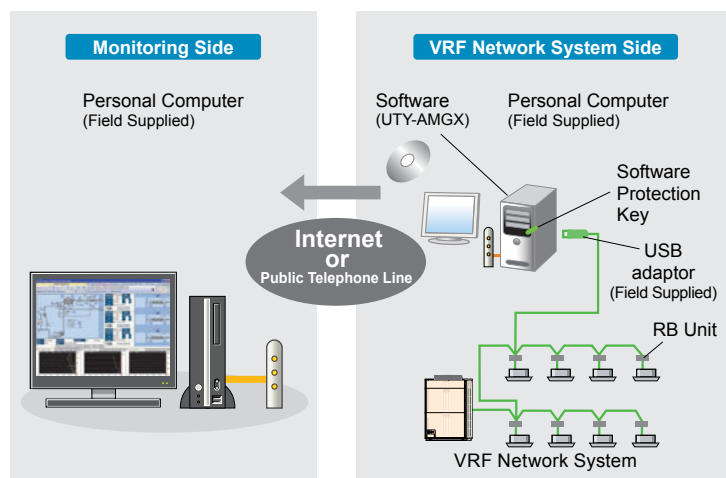 Monitoring Side
Personal Computer
(Field Supplied)
Internet
or
Public Telephone Line
VRF Network System Side
Software
(UTY-AMGX)
Personal Computer
(Field Supplied)
Software
Protection
Key
USB
adaptor
(Field Supplied)
RB Unit
VRF Network System